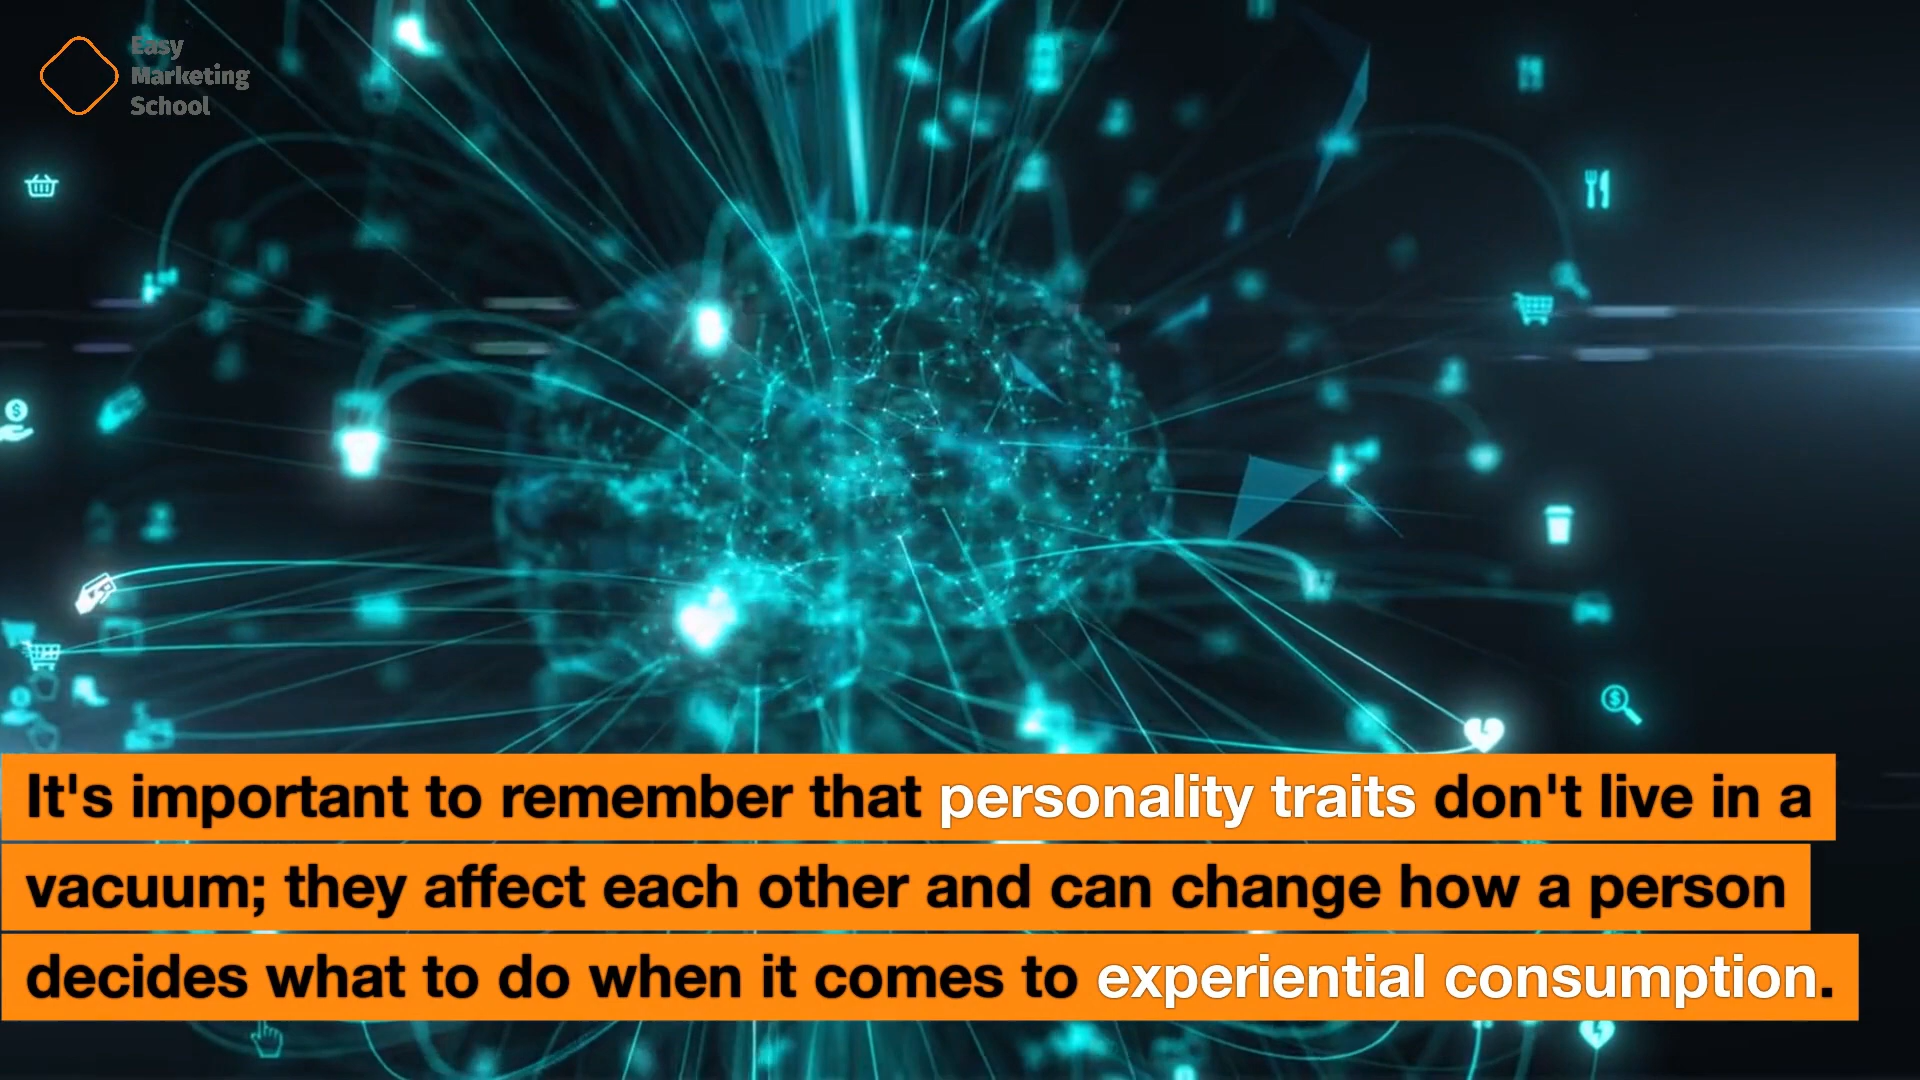 Easy
Marketing
School
It's important to remember that personality traits don't live in a
vacuum; they affect each other and can change how a person
decides what to do when it comes to experiential consumption.